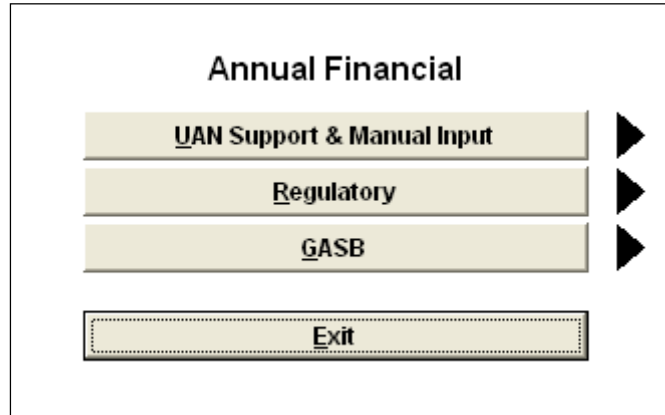 Annual Financial
UAN Support & Manual Input
Regulatory
GASB
Exit